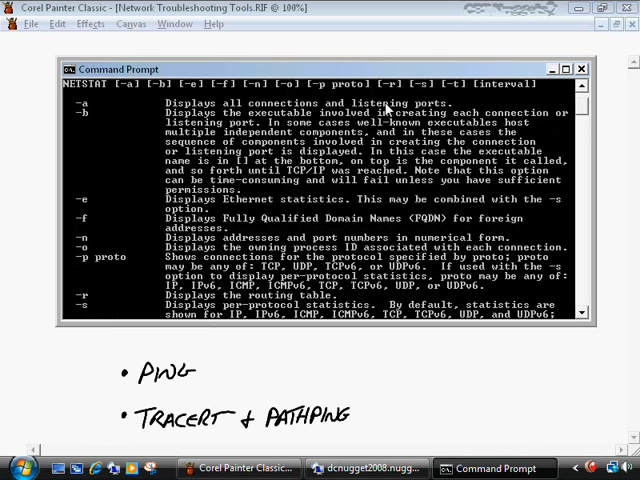 Corel Painter Classic - [Network Troubleshooting Tools.RIF @ 100%]
File Edit Effects Canvas Window Help
Command Prompt
NETSTAT [-a] [-b] [-e] [-f] [-n] [-o] [-p proto] [-r] [-s] [-t] [interval]
-a Displays all connections and listening ports.
-b Displays the executable involved in creating each connection or
listening port. In some cases well-known executables host
multiple independent components, and in these cases the
sequence of components involved in creating the connection
or listening port is displayed. In this case the executable
name is in [] at the bottom, on top is the component it called,
and so forth until TCP/IP was reached. Note that this option
can be time-consuming and will fail unless you have sufficient
permissions.
-e Displays Ethernet statistics. This may be combined with the -s
option.
-f Displays Fully Qualified Domain Names (FQDN) for foreign
addresses.
-n Displays addresses and port numbers in numerical form.
-o Displays the owning process ID associated with each connection.
-p proto Shows connections for the protocol specified by proto; proto
may be any of: TCP, UDP, TCPv6, or UDPv6. If used with the -s
option to display per-protocol statistics, proto may be any of:
IP, IPv6, ICMP, ICMPv6, TCP, TCPv6, UDP, or UDPv6.
-r Displays the routing table.
-s Displays per-protocol statistics. By default, statistics are
shown for IP, IPv6, ICMP, ICMPv6, TCP, TCPv6, UDP, and UDPv6;
• PING
• TRACERT & PATHPING
Corel Painter Classic... dcnugget2008.nugg... Command Prompt